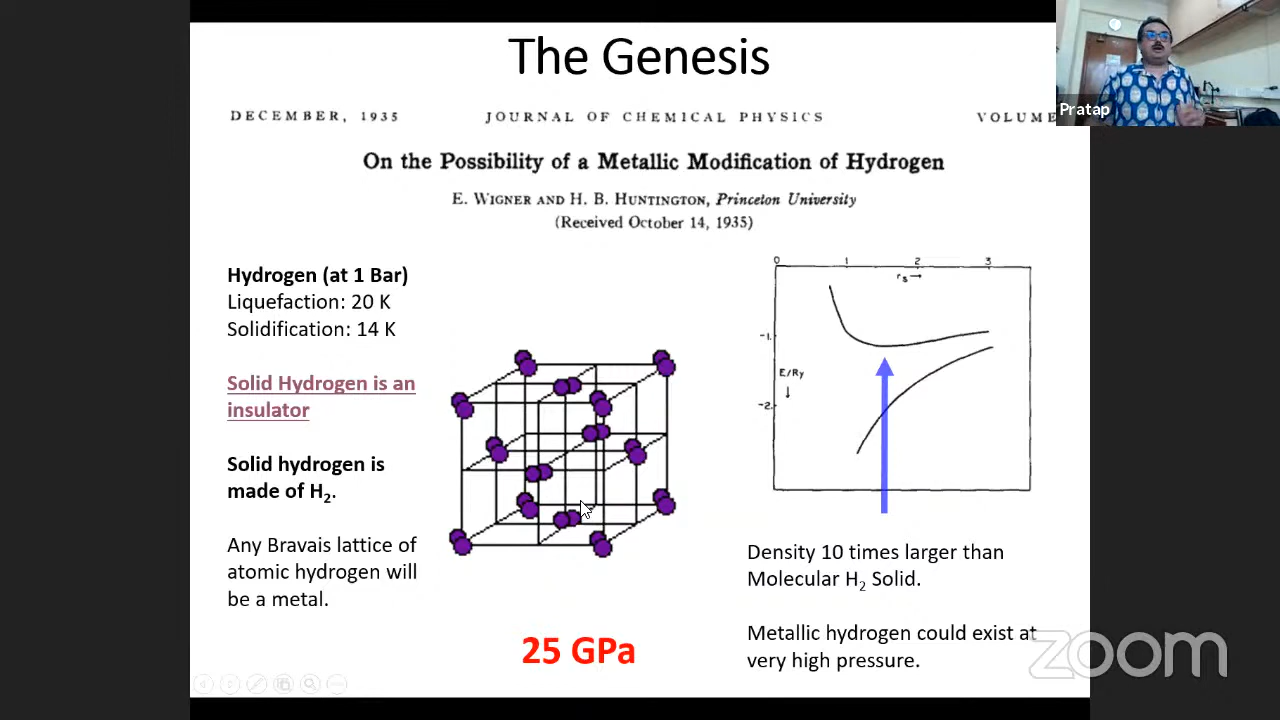 The Genesis
DECEMBER, 1935 JOURNAL OF CHEMICAL PHYSICS VOLUME
Pratap
On the Possibility of a Metallic Modification of Hydrogen
E. WIGNER AND H. B. HUNTINGTON, Princeton University
(Received October 14, 1935)
Hydrogen (at 1 Bar)
Liquefaction: 20 K
Solidification: 14 K
Solid Hydrogen is an
insulator
Solid hydrogen is
made of H₂.
Any Bravais lattice of
atomic hydrogen will
be a metal.
25 GPa
0 1 2 3
rₛ→
-1.
E/Ry
↓
-2.
Density 10 times larger than
Molecular H₂ Solid.
Metallic hydrogen could exist at
very high pressure.
zoom